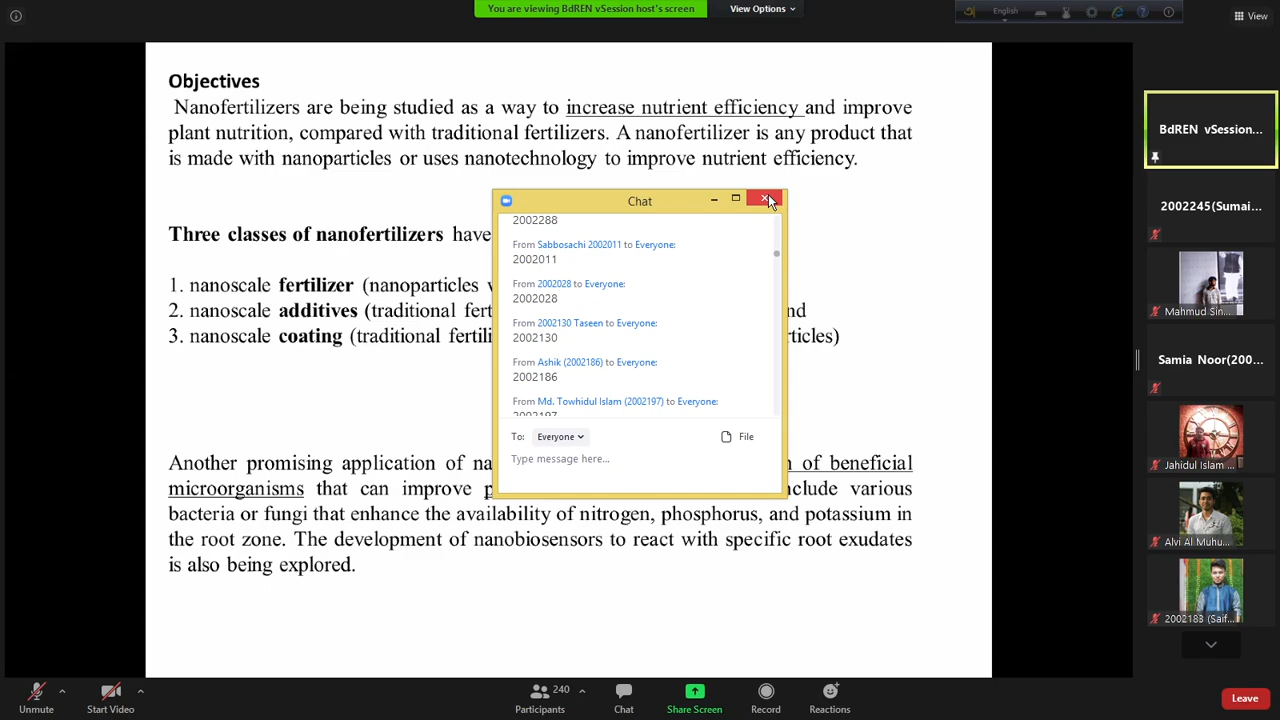 You are viewing BdREN vSession host's screen
View Options
English
View
Objectives
Nanofertilizers are being studied as a way to increase nutrient efficiency and improve
plant nutrition, compared with traditional fertilizers. A nanofertilizer is any product that
is made with nanoparticles or uses nanotechnology to improve nutrient efficiency.
Three classes of nanofertilizers have
1. nanoscale fertilizer (nanoparticles
2. nanoscale additives (traditional
3. nanoscale coating (traditional
Another promising application of
of beneficial
microorganisms that can improve
various
bacteria or fungi that enhance the availability of nitrogen, phosphorus, and potassium in
the root zone. The development of nanobiosensors to react with specific root exudates
is also being explored.
Chat
2002288
From Sabbosachi 2002011 to Everyone:
2002011
From 2002028 to Everyone:
2002028
From 2002130 Taseen to Everyone:
2002130
From Ashik (2002186) to Everyone:
2002186
From Md. Towhidul Islam (2002197) to Everyone:
2002197
To: Everyone
File
Type message here...
BdREN vSession...
2002245(Sumai...
Mahmud Sin...
Samia Noor(200...
Jahidul Islam ...
Alvi Al Muhu...
2002183 (Saif...
Unmute
Start Video
240
Participants
Chat
Share Screen
Record
Reactions
Leave